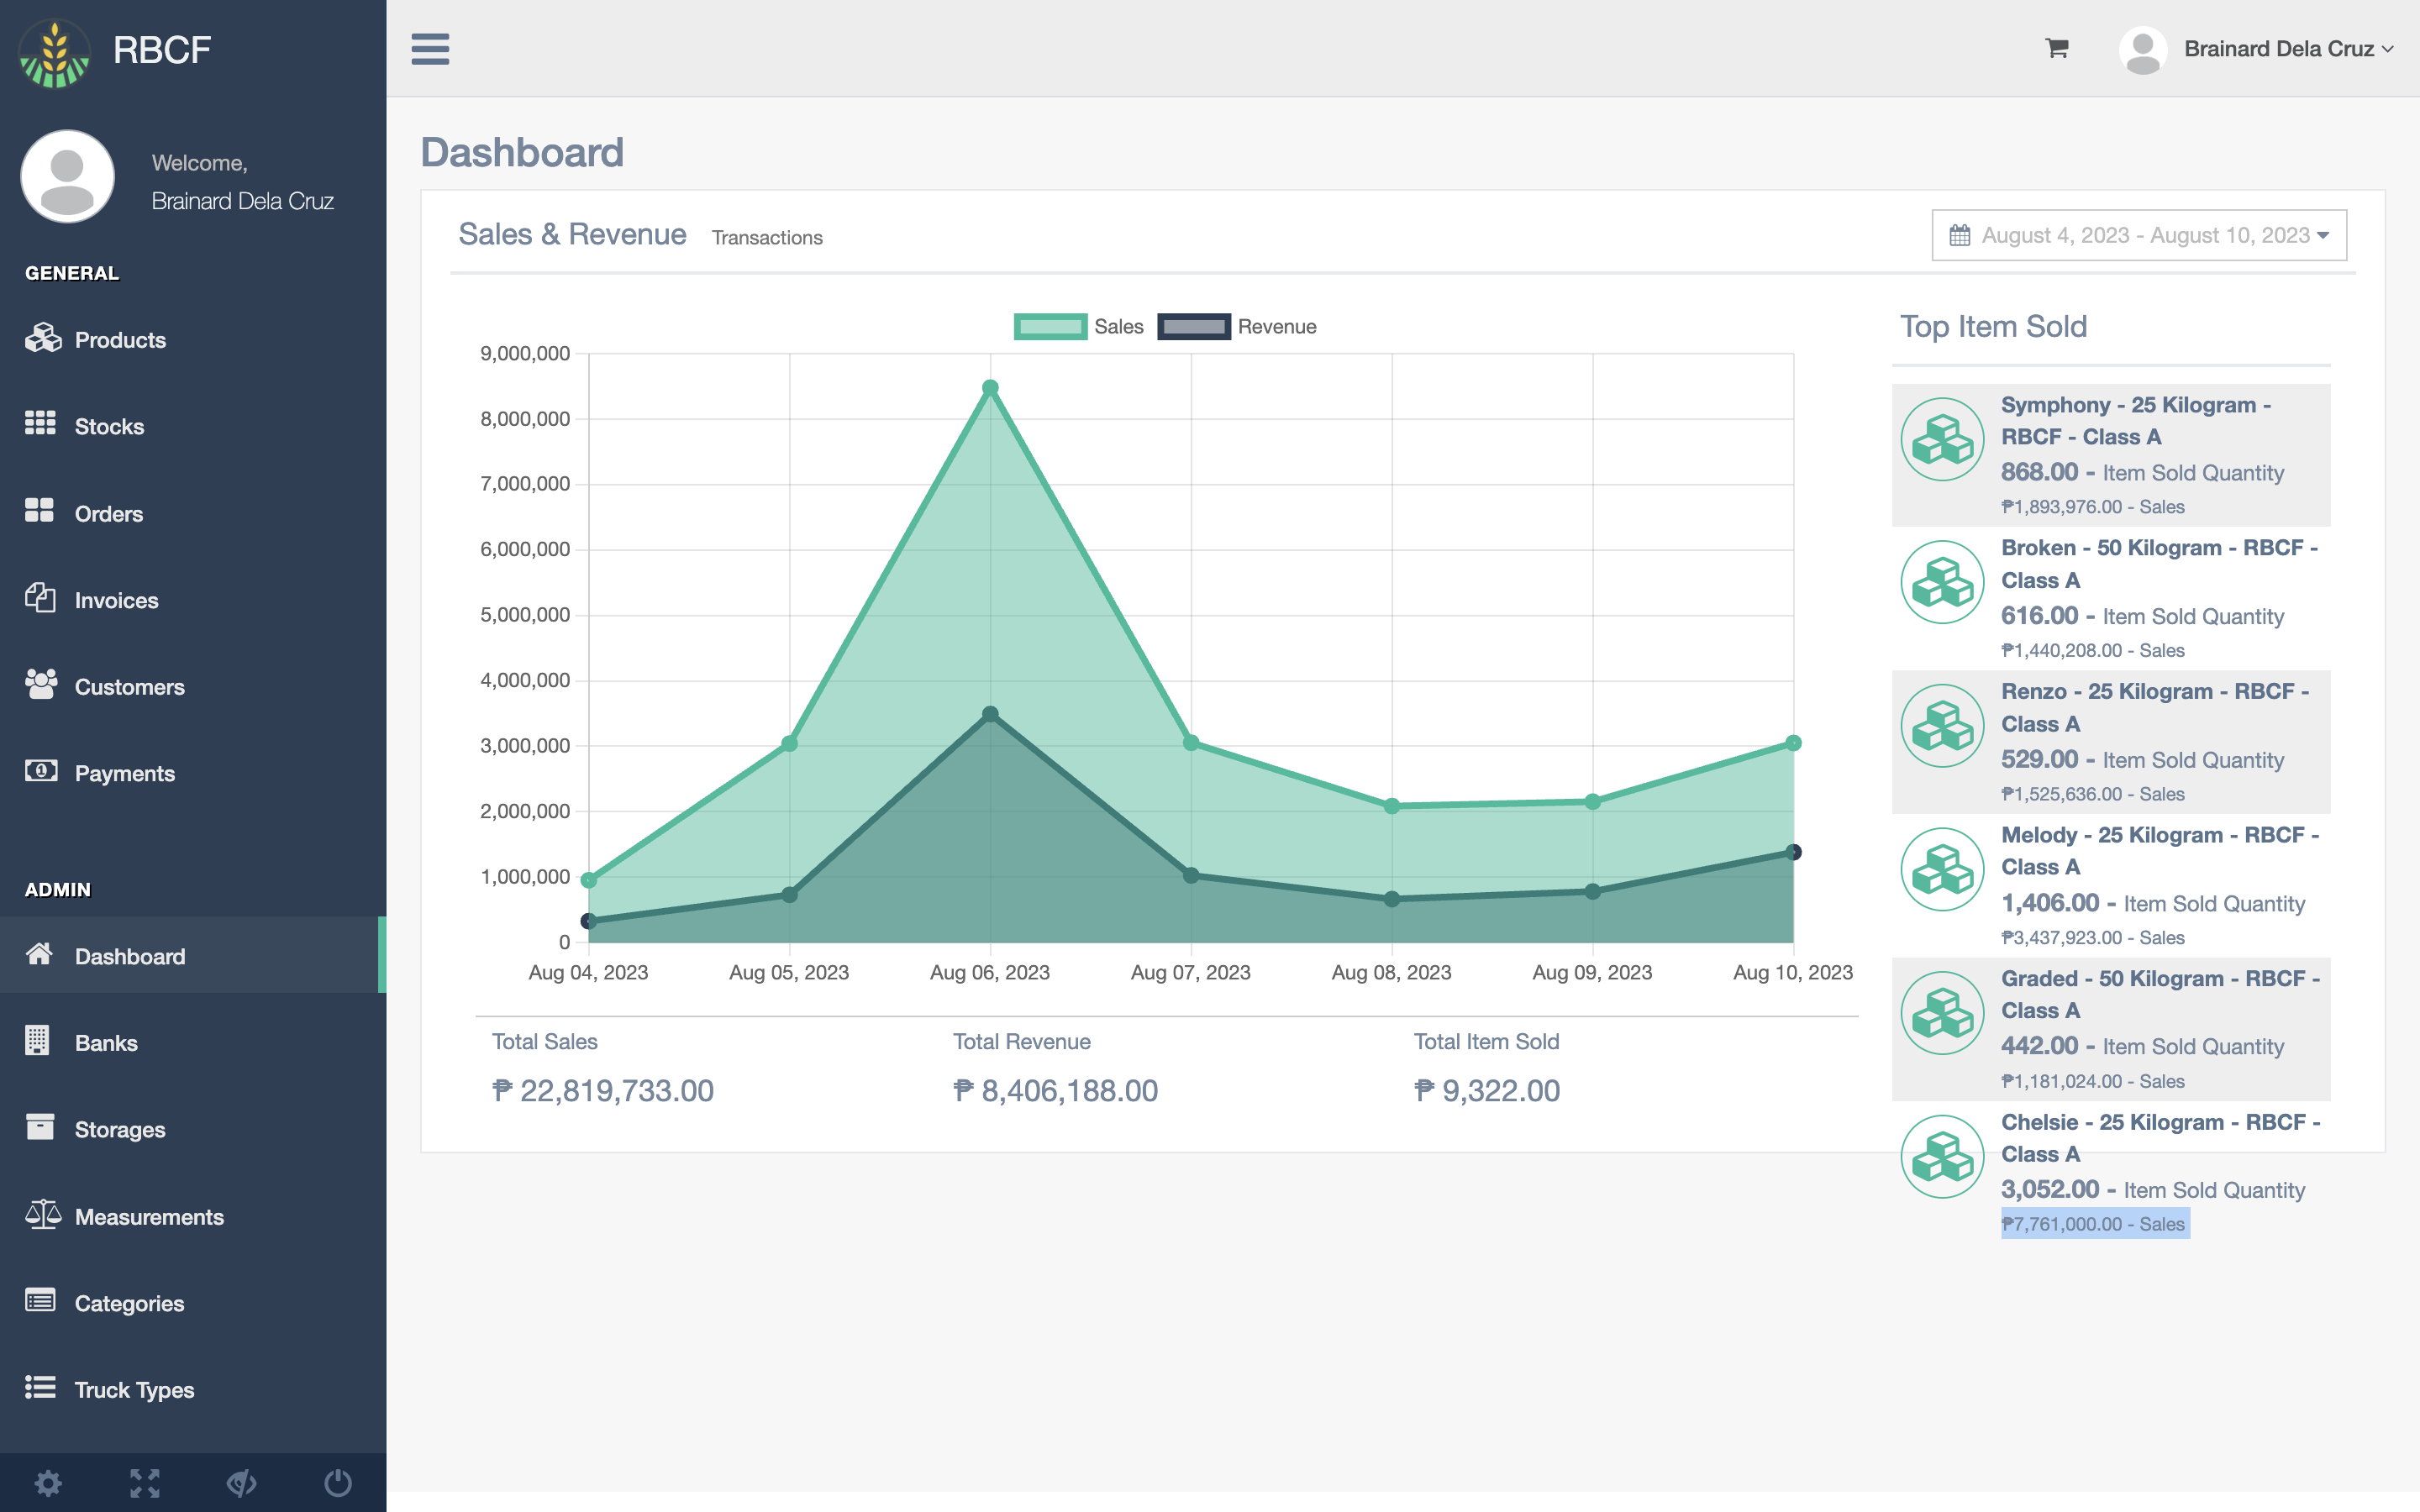 RBCF
Brainard Dela Cruz
Welcome,
Brainard Dela Cruz
GENERAL
Products
Stocks
Orders
Invoices
Customers
Payments
ADMIN
Dashboard
Banks
Storages
Measurements
Categories
Truck Types
Dashboard
Sales & Revenue Transactions
August 4, 2023 - August 10, 2023
Sales Revenue
9,000,000
8,000,000
7,000,000
6,000,000
5,000,000
4,000,000
3,000,000
2,000,000
1,000,000
0
Aug 04, 2023 Aug 05, 2023 Aug 06, 2023 Aug 07, 2023 Aug 08, 2023 Aug 09, 2023 Aug 10, 2023
Total Sales
₱ 22,819,733.00
Total Revenue
₱ 8,406,188.00
Total Item Sold
₱ 9,322.00
Top Item Sold
Symphony - 25 Kilogram -
RBCF - Class A
868.00 - Item Sold Quantity
₱1,893,976.00 - Sales
Broken - 50 Kilogram - RBCF -
Class A
616.00 - Item Sold Quantity
₱1,440,208.00 - Sales
Renzo - 25 Kilogram - RBCF -
Class A
529.00 - Item Sold Quantity
₱1,525,636.00 - Sales
Melody - 25 Kilogram - RBCF -
Class A
1,406.00 - Item Sold Quantity
₱3,437,923.00 - Sales
Graded - 50 Kilogram - RBCF -
Class A
442.00 - Item Sold Quantity
₱1,181,024.00 - Sales
Chelsie - 25 Kilogram - RBCF -
Class A
3,052.00 - Item Sold Quantity
₱7,761,000.00 - Sales